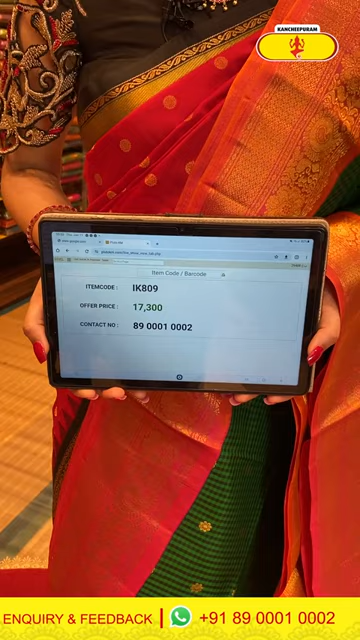 KANCHEEPURAM
Item Code / Barcode
ITEMCODE : IK809
OFFER PRICE : 17,300
CONTACT NO : 89 0001 0002
ENQUIRY & FEEDBACK | +91 89 0001 0002